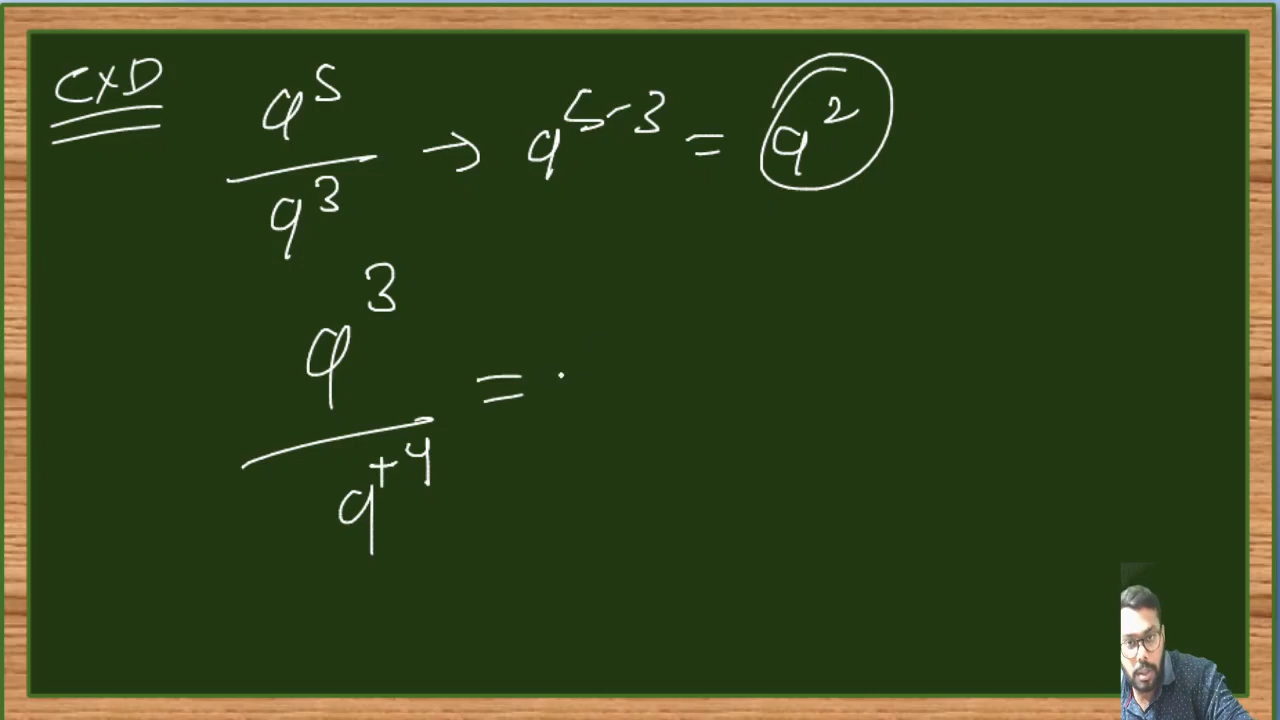 CXD
q^5 / q^3 → q^5-3 = q^2
q^3 / q^+4 =